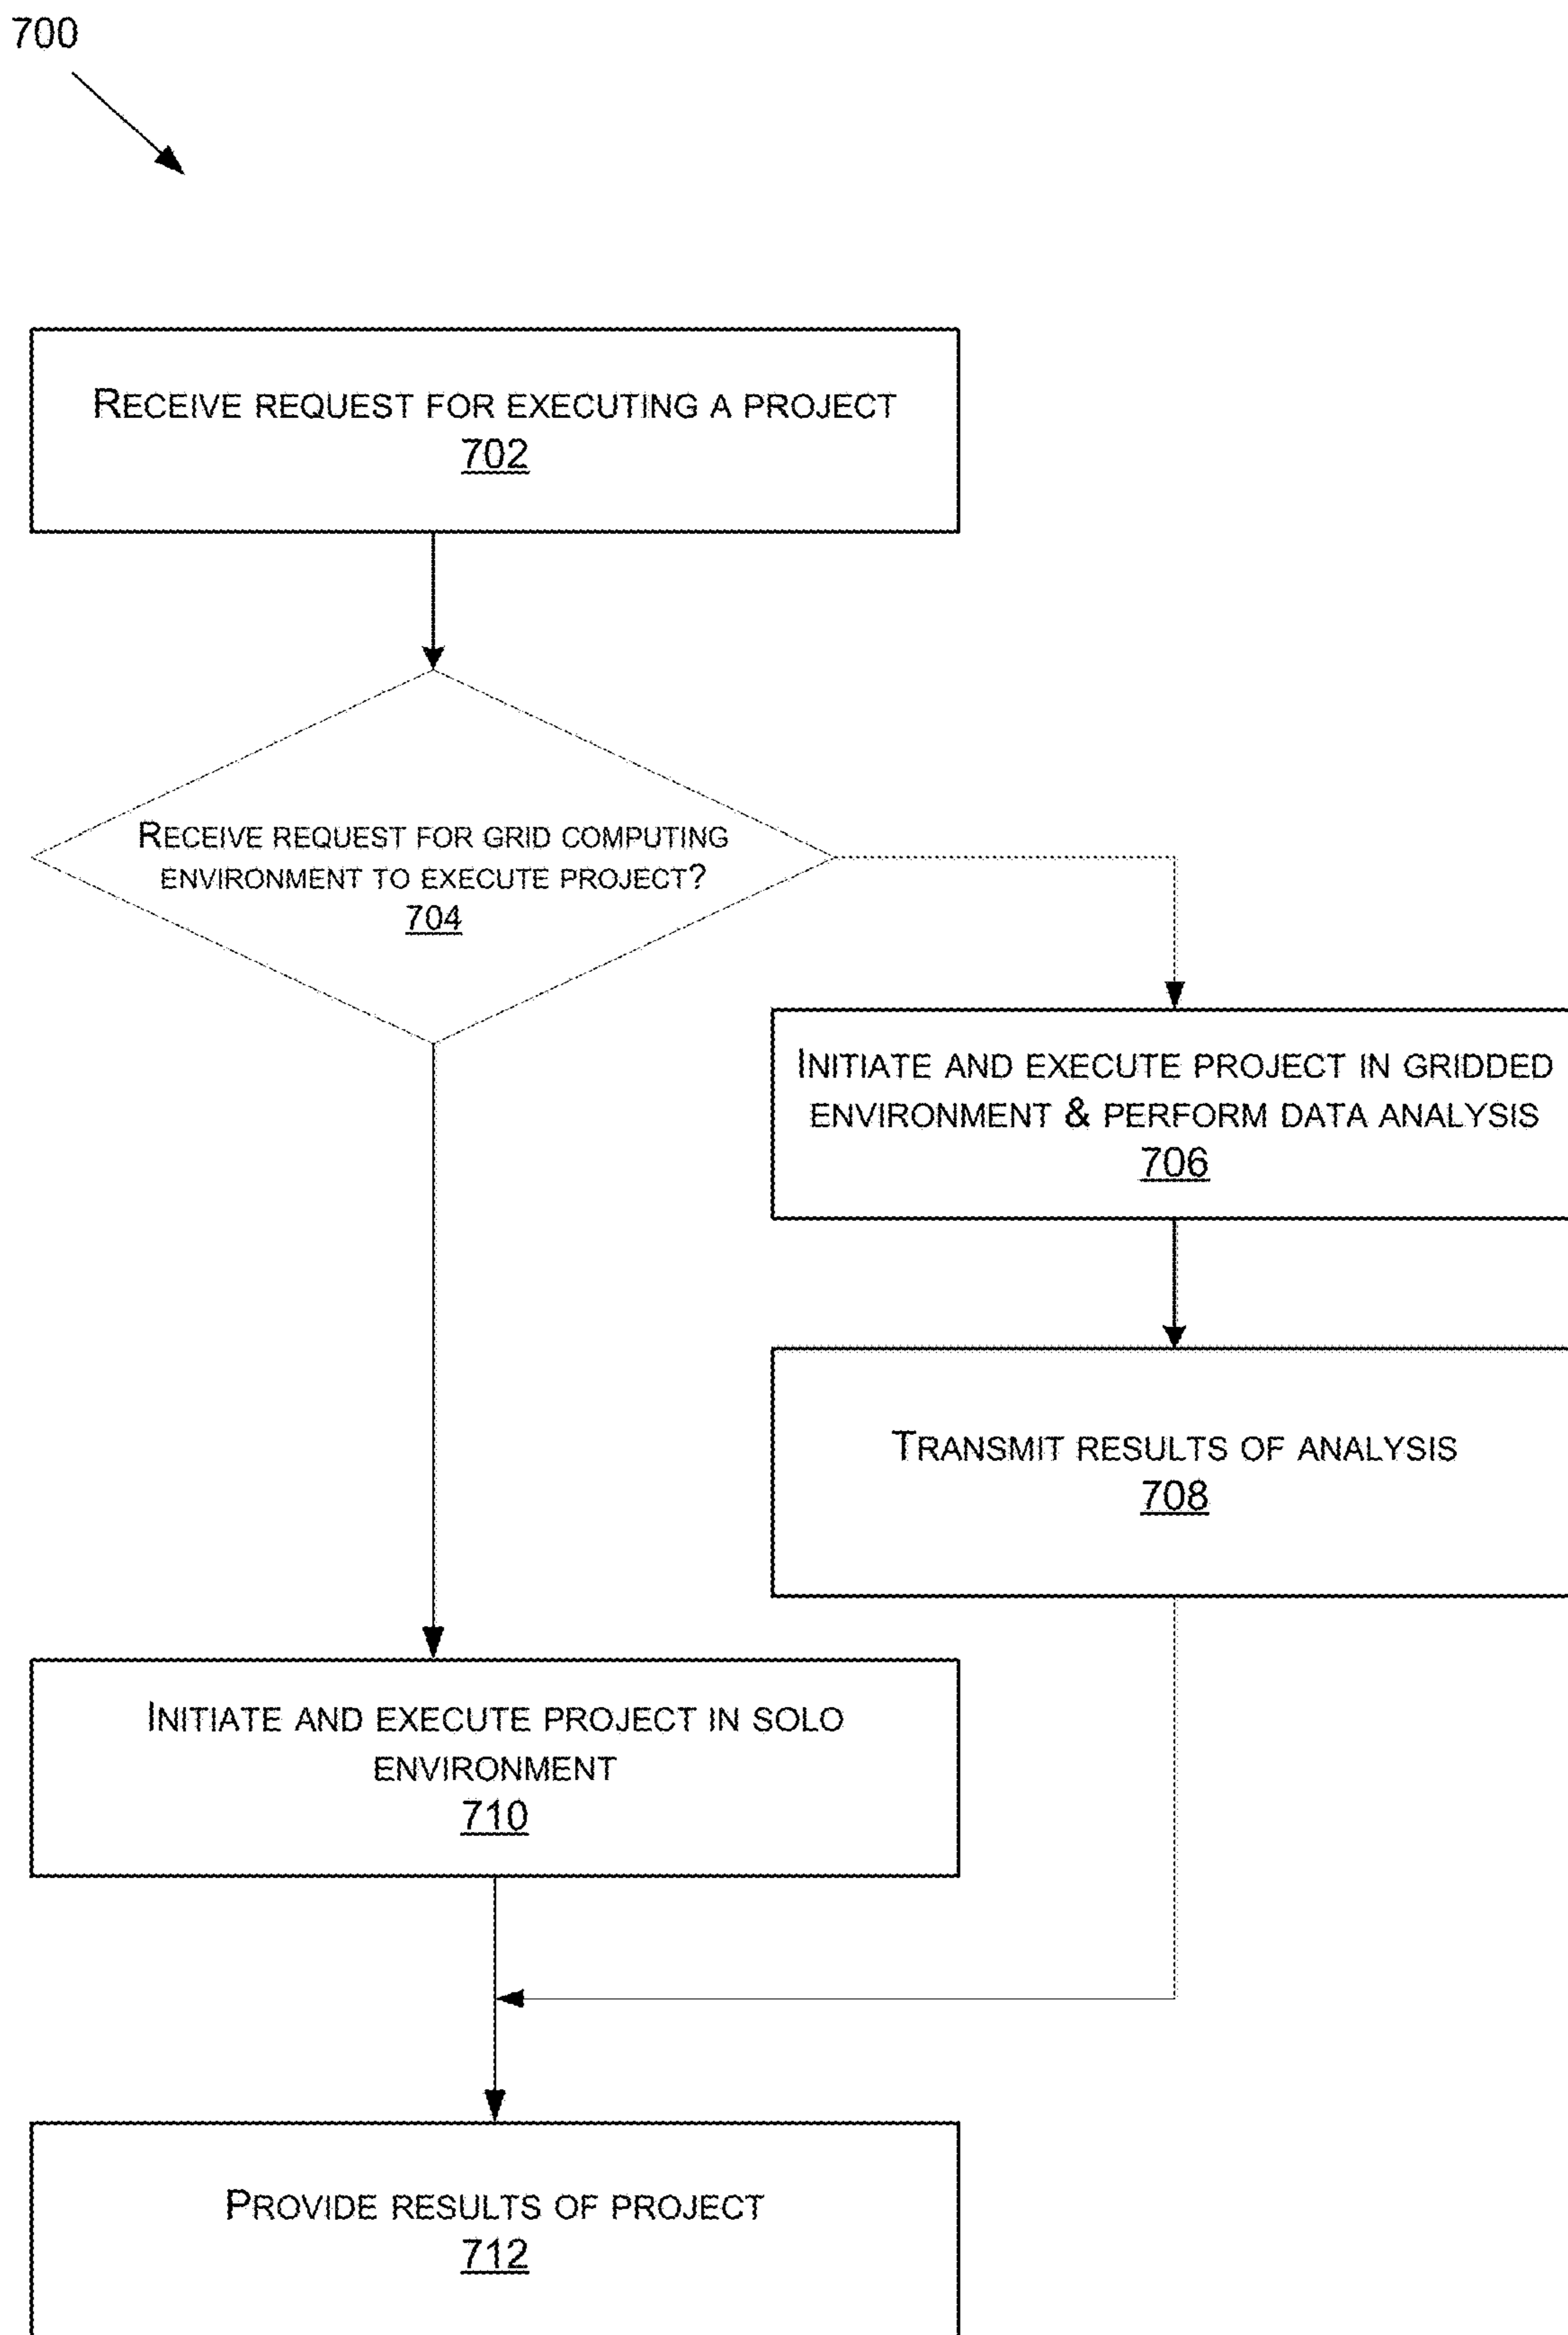 700
RECEIVE REQUEST FOR EXECUTING A PROJECT
702
RECEIVE REQUEST FOR GRID COMPUTING
ENVIRONMENT TO EXECUTE PROJECT?
704
INITIATE AND EXECUTE PROJECT IN GRIDDED
ENVIRONMENT & PERFORM DATA ANALYSIS
706
TRANSMIT RESULTS OF ANALYSIS
708
INITIATE AND EXECUTE PROJECT IN SOLO
ENVIRONMENT
710
PROVIDE RESULTS OF PROJECT
712